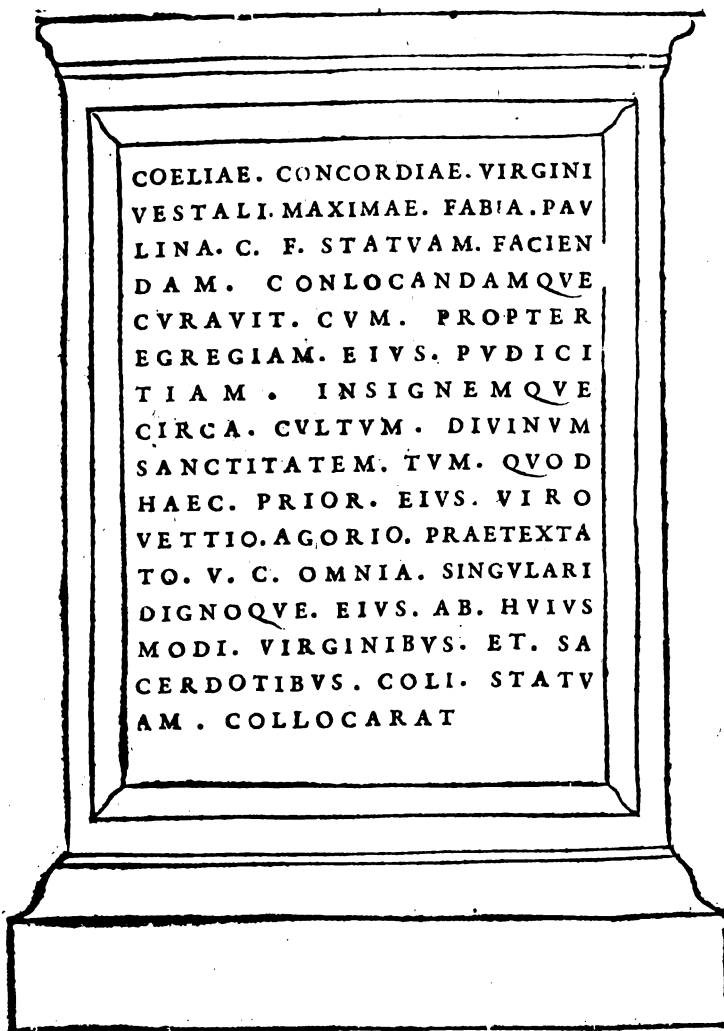 COELIAE. CONCORDIAE. VIRGINI
VESTALI. MAXIMAE. FABIA. PAV
LINA. C. F. STATVAM. FACIEN
DAM. CONLOCANDAMQVE
CVRAVIT. CVM. PROPTER
EGREGIAM. EIVS. PVDICI
TIAM. INSIGNEMQVE
CIRCA. CVLTVM. DIVINVM
SANCTITATEM. TVM. QVOD
HAEC. PRIOR. EIVS. VIRO
VETTIO. AGORIO. PRAETEXTA
TO. V. C. OMNIA. SINGVLARI
DIGNOQVE. EIVS. AB. HVIVS
MODI. VIRGINIBVS. ET. SA
CERDOTIBVS. COLI. STATV
AM. COLLOCARAT